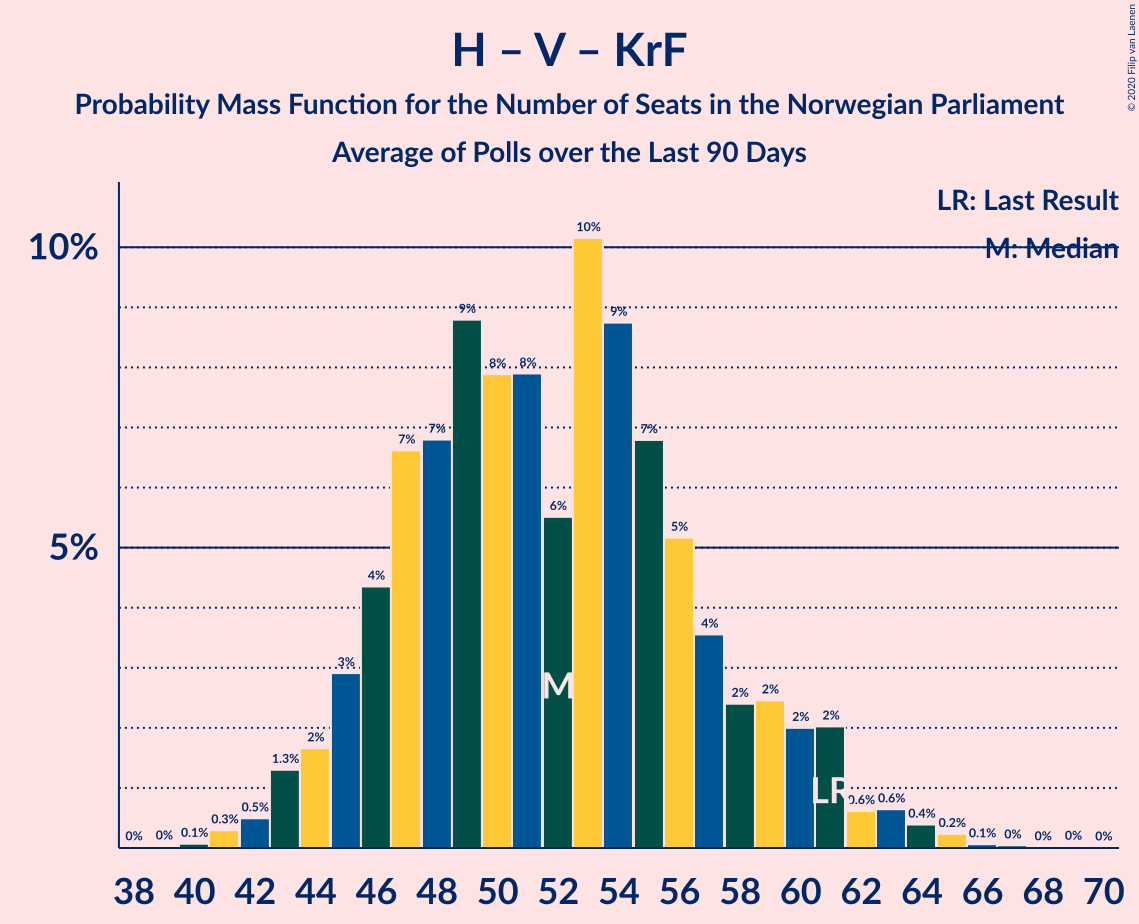 H – V – KrF
Probability Mass Function for the Number of Seats in the Norwegian Parliament
Average of Polls over the Last 90 Days
© 2020 Filip van Laenen
LR: Last Result
M: Median
10%
5%
0% 0% 0.1% 0.3% 0.5% 1.3% 2% 3% 4% 7% 7% 9% 8% 8% 6% 10% 9% 7% 5% 4% 2% 2% 2% 2% 0.6% 0.6% 0.4% 0.2% 0.1% 0% 0% 0% 0%
M
LR
38 40 42 44 46 48 50 52 54 56 58 60 62 64 66 68 70